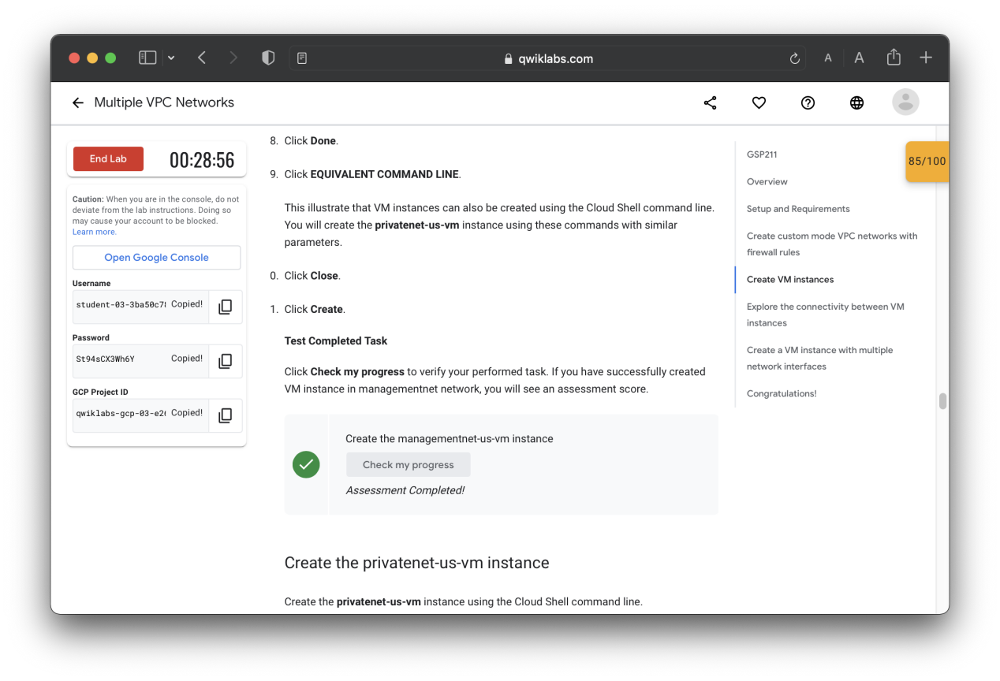 qwiklabs.com
A
A
Multiple VPC Networks
End Lab
00:28:56
Caution: When you are in the console, do not
deviate from the lab instructions. Doing so
may cause your account to be blocked.
Learn more.
Open Google Console
Username
student-03-3ba50c7 Copied!
Password
St94sCX3Wh6Y Copied!
GCP Project ID
qwiklabs-gcp-03-e2 Copied!
8. Click Done.
9. Click EQUIVALENT COMMAND LINE.
This illustrate that VM instances can also be created using the Cloud Shell command line.
You will create the privatenet-us-vm instance using these commands with similar
parameters.
0. Click Close.
1. Click Create.
Test Completed Task
Click Check my progress to verify your performed task. If you have successfully created
VM instance in managementnet network, you will see an assessment score.
Create the managementnet-us-vm instance
Check my progress
Assessment Completed!
Create the privatenet-us-vm instance
Create the privatenet-us-vm instance using the Cloud Shell command line.
GSP211
Overview
Setup and Requirements
Create custom mode VPC networks with
firewall rules
Create VM instances
Explore the connectivity between VM
instances
Create a VM instance with multiple
network interfaces
Congratulations!
85/100